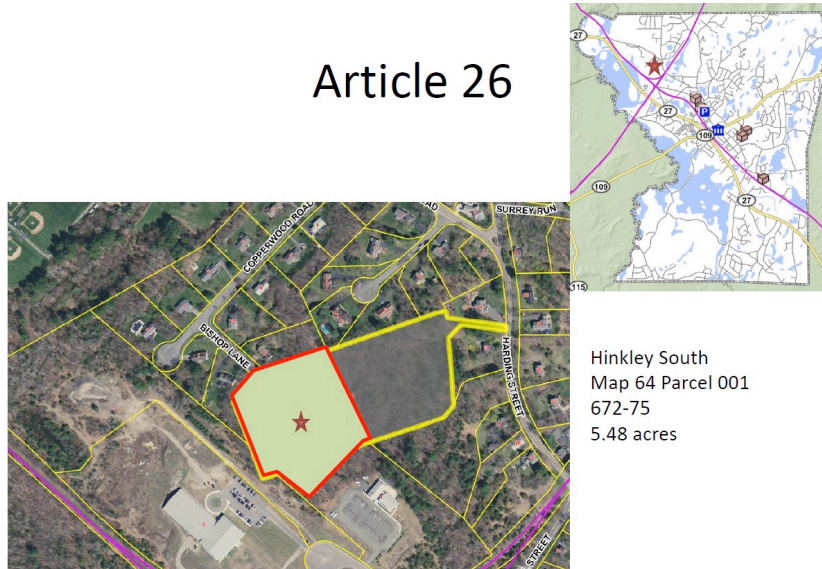 Article 26
27
27
109
109
27
115
P
COPPERWOOD ROAD
AD
SURREY RUN
BISHOP LANE
HARDING STREET
STREET
Hinkley South
Map 64 Parcel 001
672-75
5.48 acres